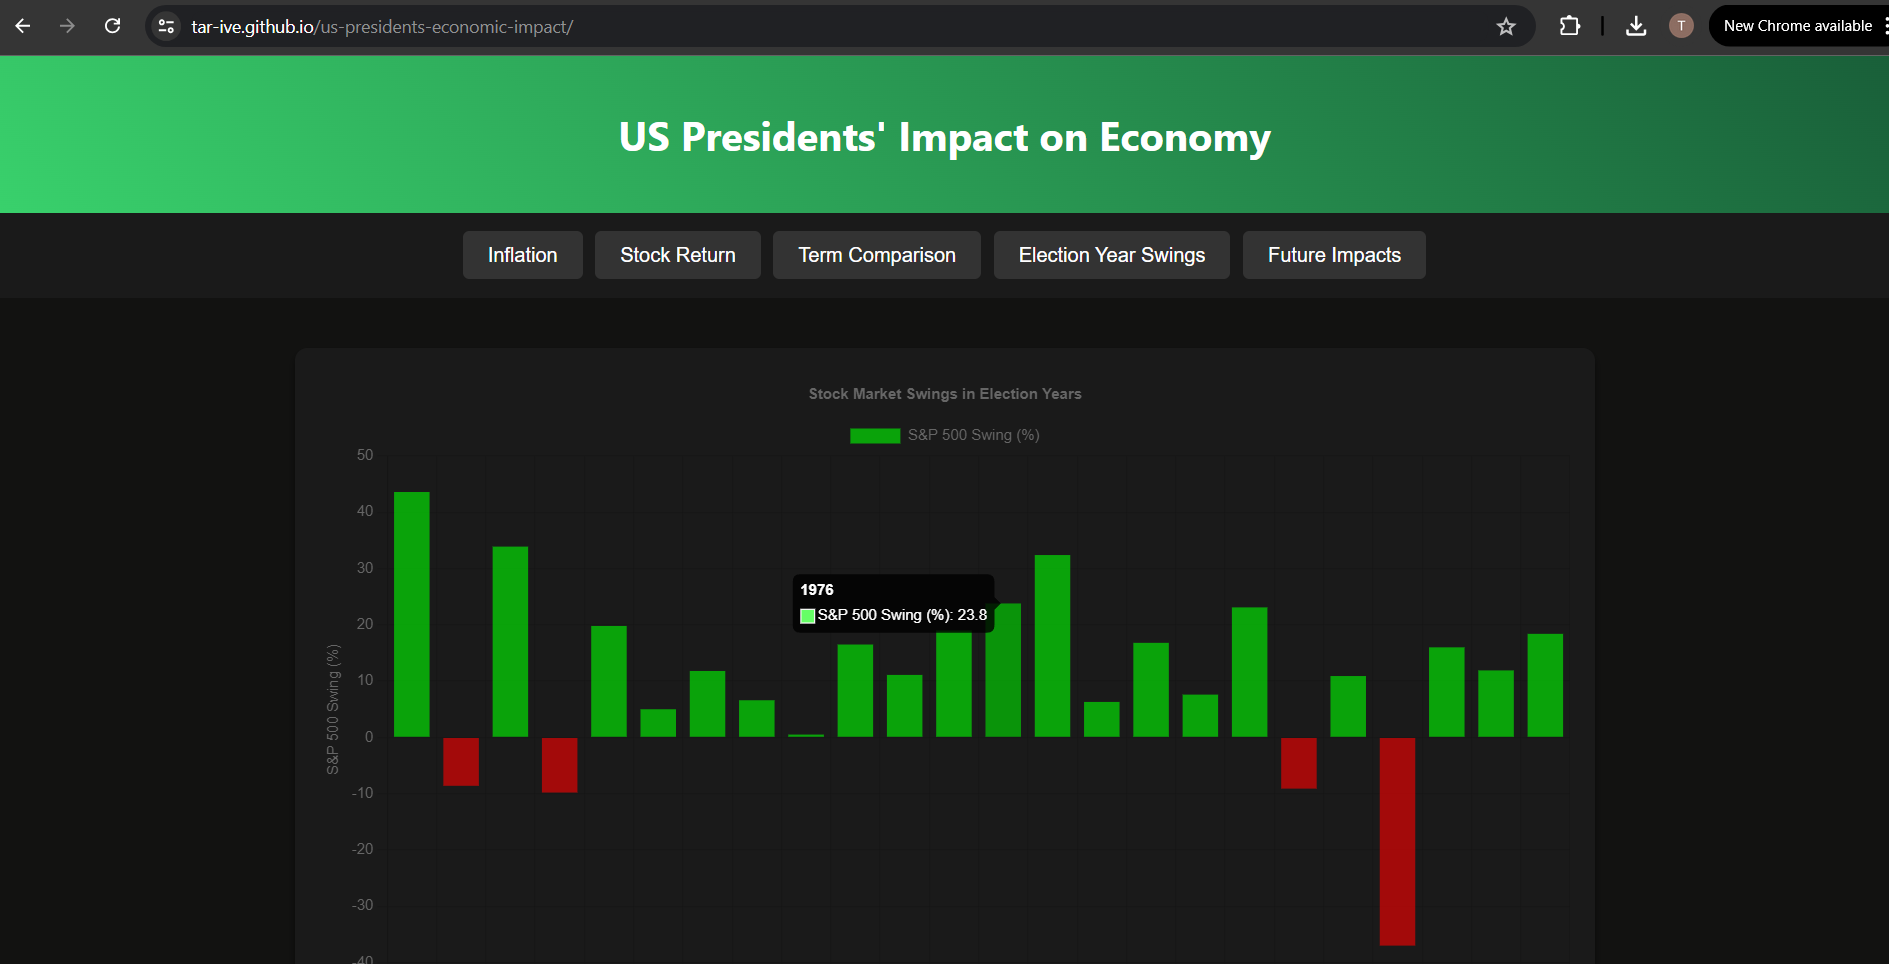 tar-ive.github.io/us-presidents-economic-impact/
T
New Chrome available
US Presidents' Impact on Economy
Inflation
Stock Return
Term Comparison
Election Year Swings
Future Impacts
Stock Market Swings in Election Years
S&P 500 Swing (%)
50
40
30
20
10
0
-10
-20
-30
-40
S&P 500 Swing (%)
1976
S&P 500 Swing (%): 23.8